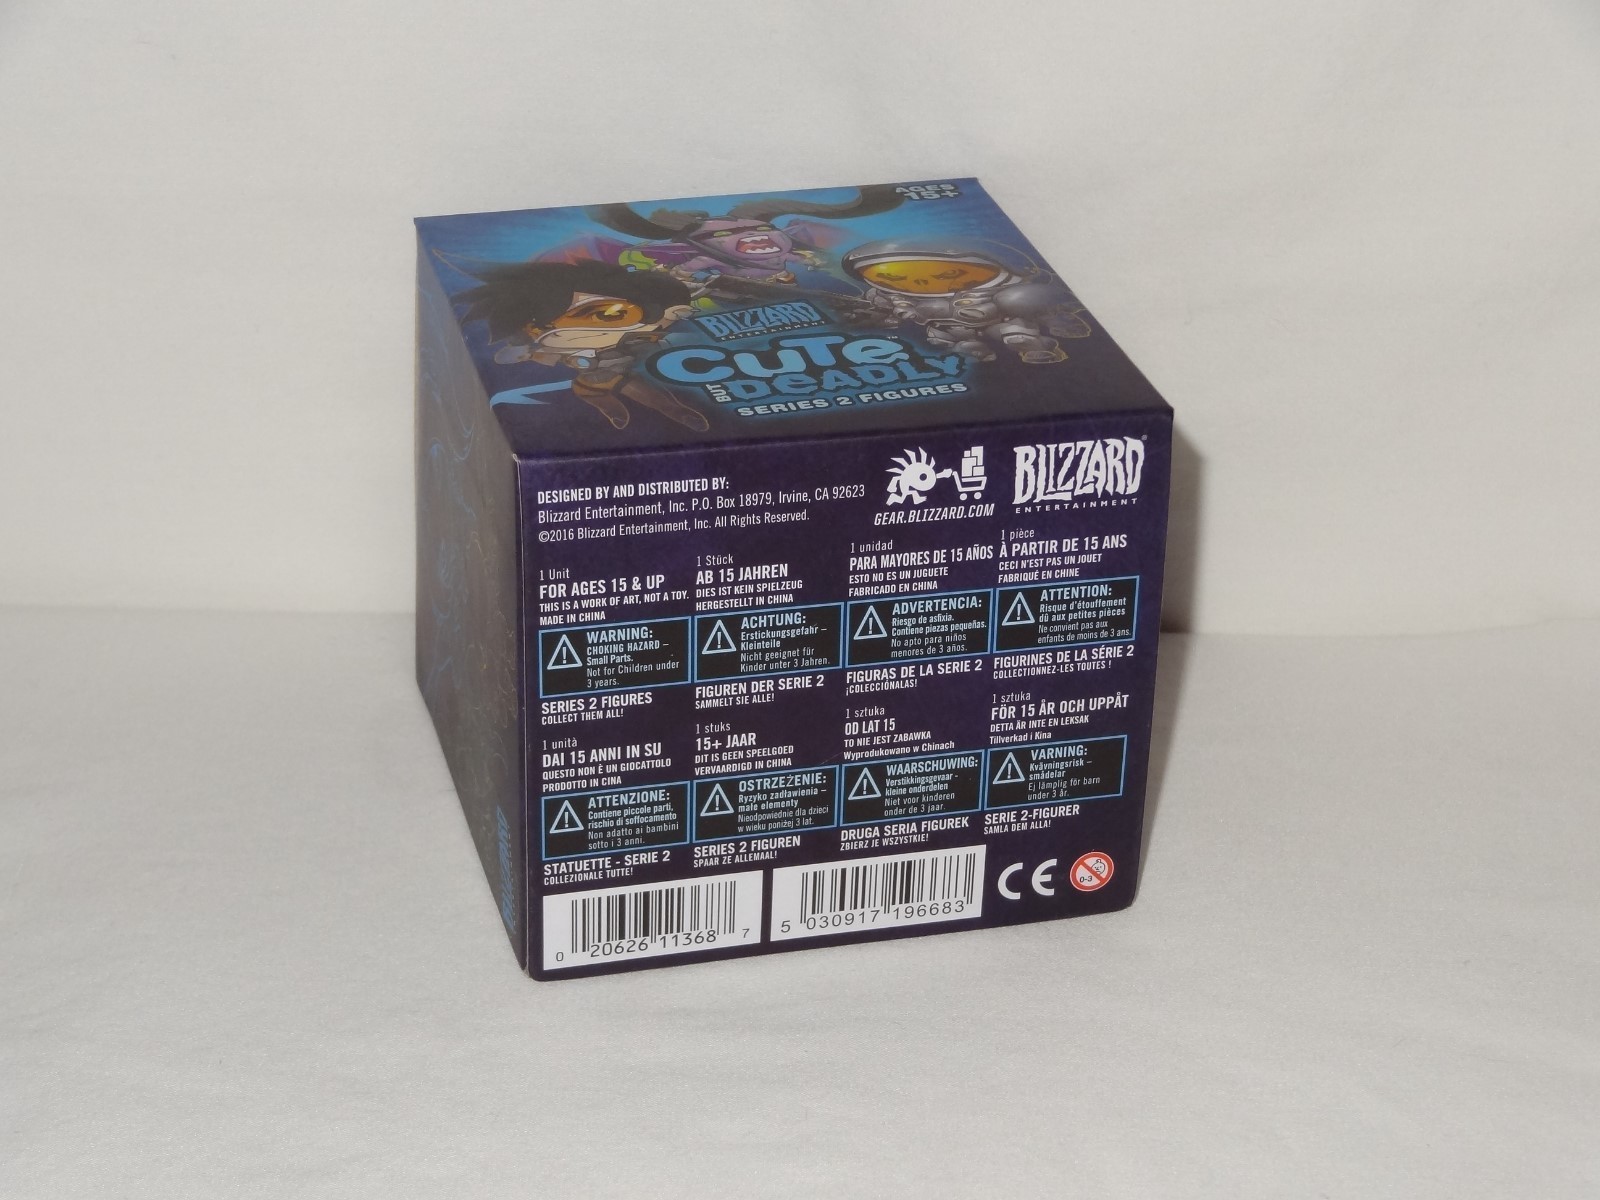 AGES
15+
BLIZZARD
ENTERTAINMENT
CUTE™
BUT DEADLY
SERIES 2 FIGURES
DESIGNED BY AND DISTRIBUTED BY:
Blizzard Entertainment, Inc. P.O. Box 18979, Irvine, CA 92623
©2016 Blizzard Entertainment, Inc. All Rights Reserved.
GEAR.BLIZZARD.COM
BLIZZARD®
ENTERTAINMENT
1 Unit
FOR AGES 15 & UP
THIS IS A WORK OF ART, NOT A TOY.
MADE IN CHINA
WARNING:
CHOKING HAZARD –
Small Parts.
Not for Children under
3 years.
SERIES 2 FIGURES
COLLECT THEM ALL!
1 Stück
AB 15 JAHREN
DIES IST KEIN SPIELZEUG
HERGESTELLT IN CHINA
ACHTUNG:
Erstickungsgefahr –
Kleinteile
Nicht geeignet für
Kinder unter 3 Jahren.
FIGUREN DER SERIE 2
SAMMELT SIE ALLE!
1 unidad
PARA MAYORES DE 15 AÑOS
ESTO NO ES UN JUGUETE
FABRICADO EN CHINA
ADVERTENCIA:
Riesgo de asfixia.
Contiene piezas pequeñas.
No apto para niños
menores de 3 años.
FIGURAS DE LA SERIE 2
¡COLECCIÓNALAS!
1 pièce
À PARTIR DE 15 ANS
CECI N'EST PAS UN JOUET
FABRIQUÉ EN CHINE
ATTENTION:
Risque d'étouffement
dû aux petites pièces
Ne convient pas aux
enfants de moins de 3 ans.
FIGURINES DE LA SÉRIE 2
COLLECTIONNEZ-LES TOUTES !
1 unità
DAI 15 ANNI IN SU
QUESTO NON È UN GIOCATTOLO
PRODOTTO IN CINA
ATTENZIONE:
Contiene piccole parti,
rischio di soffocamento
Non adatto ai bambini
sotto i 3 anni.
STATUETTE - SERIE 2
COLLEZIONALE TUTTE!
1 stuks
15+ JAAR
DIT IS GEEN SPEELGOED
VERVAARDIGD IN CHINA
OSTRZEŻENIE:
Ryzyko zadławienia –
małe elementy
Nieodpowiednie dla dzieci
w wieku poniżej 3 lat.
SERIES 2 FIGUREN
SPAAR ZE ALLEMAAL!
1 sztuka
OD LAT 15
TO NIE JEST ZABAWKA
Wyprodukowano w Chinach
WAARSCHUWING:
Verstikkingsgevaar -
kleine onderdelen
Niet voor kinderen
onder de 3 jaar.
DRUGA SERIA FIGUREK
ZBIERZ JE WSZYSTKIE!
1 sztuka
FÖR 15 ÅR OCH UPPÅT
DETTA ÄR INTE EN LEKSAK
Tillverkad i Kina
VARNING:
Kvävningsrisk –
smådelar
Ej lämplig för barn
under 3 år.
SERIE 2-FIGURER
SAMLA DEM ALLA!
0 20626 11368 7
5 030917 196683
CE
0-3
BLIZZARD